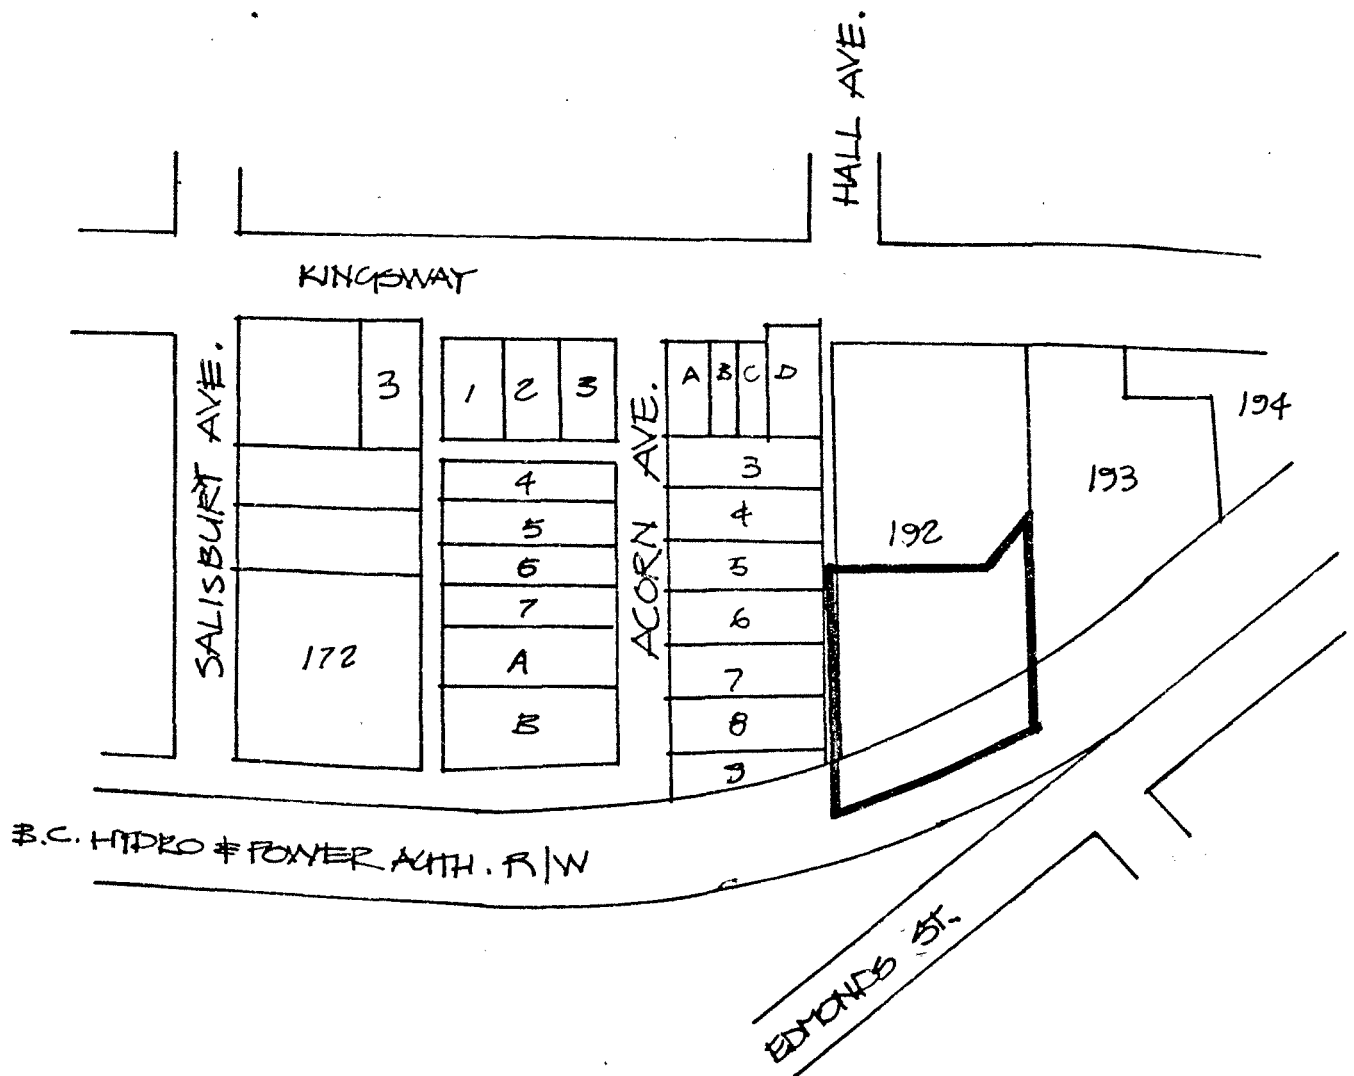 HALL AVE.
KINGSWAY
SALISBURY AVE.
3
172
1 2 3
4
5
6
7
A
B
ACORN AVE.
A B C D
3
4
5
6
7
8
9
192
193
194
B.C. HYDRO & POWER AUTH. R/W
EDMONDS ST.